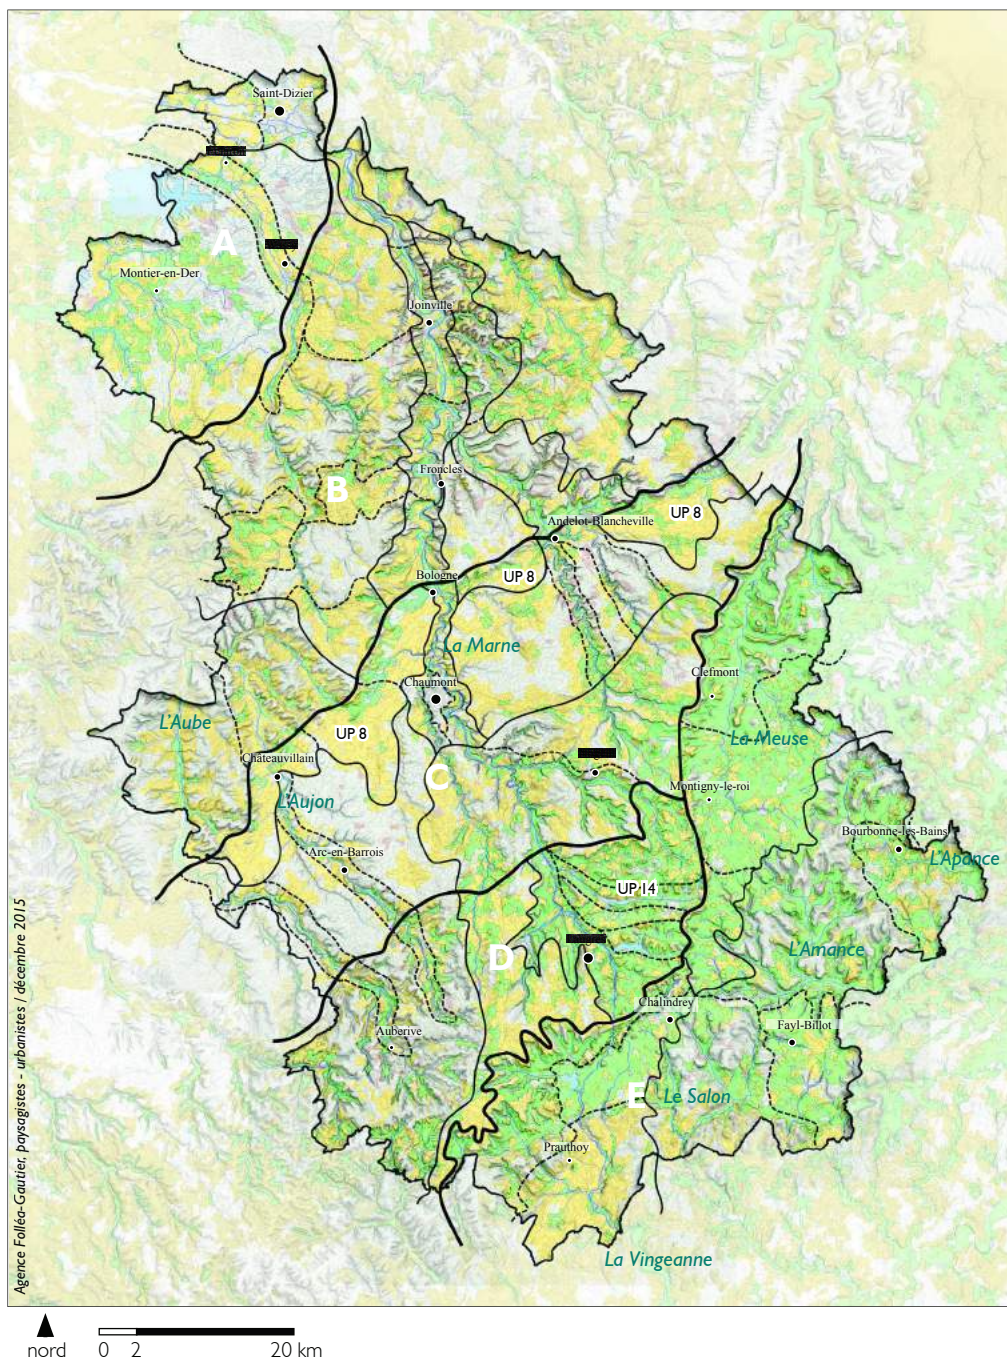 Saint-Dizier
A
Montier-en-Der
Joinville
Froncles
B
UP 8
Andelot-Blancheville
UP 8
Bologne
La Marne
Clefmont
Chaumont
L'Aube
UP 8
La Meuse
Châteauvillain
C
Montigny-le-roi
L'Aujon
Bourbonne-les-Bains
Arc-en-Barrois
L'Apance
UP 14
D
L'Amance
Chalindrey
Fayl-Billot
Auberive
E
Le Salon
Prauthoy
La Vingeanne
Agence Folléa-Gautier, paysagistes - urbanistes / décembre 2015
nord
0 2 20 km